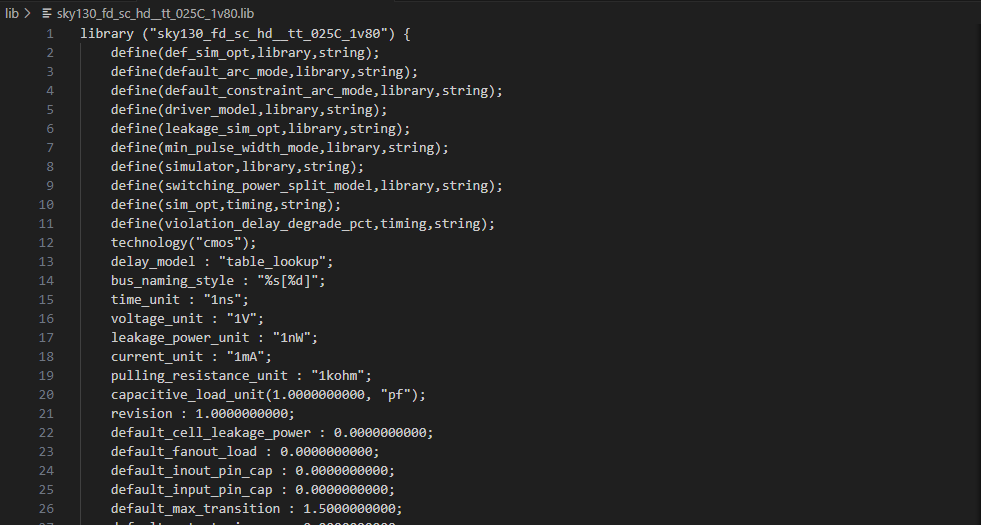 lib > sky130_fd_sc_hd__tt_025C_1v80.lib
1 library ("sky130_fd_sc_hd__tt_025C_1v80") {
2 define(def_sim_opt,library,string);
3 define(default_arc_mode,library,string);
4 define(default_constraint_arc_mode,library,string);
5 define(driver_model,library,string);
6 define(leakage_sim_opt,library,string);
7 define(min_pulse_width_mode,library,string);
8 define(simulator,library,string);
9 define(switching_power_split_model,library,string);
10 define(sim_opt,timing,string);
11 define(violation_delay_degrade_pct,timing,string);
12 technology("cmos");
13 delay_model : "table_lookup";
14 bus_naming_style : "%s[%d]";
15 time_unit : "1ns";
16 voltage_unit : "1V";
17 leakage_power_unit : "1nW";
18 current_unit : "1mA";
19 pulling_resistance_unit : "1kohm";
20 capacitive_load_unit(1.0000000000, "pf");
21 revision : 1.0000000000;
22 default_cell_leakage_power : 0.0000000000;
23 default_fanout_load : 0.0000000000;
24 default_inout_pin_cap : 0.0000000000;
25 default_input_pin_cap : 0.0000000000;
26 default_max_transition : 1.5000000000;